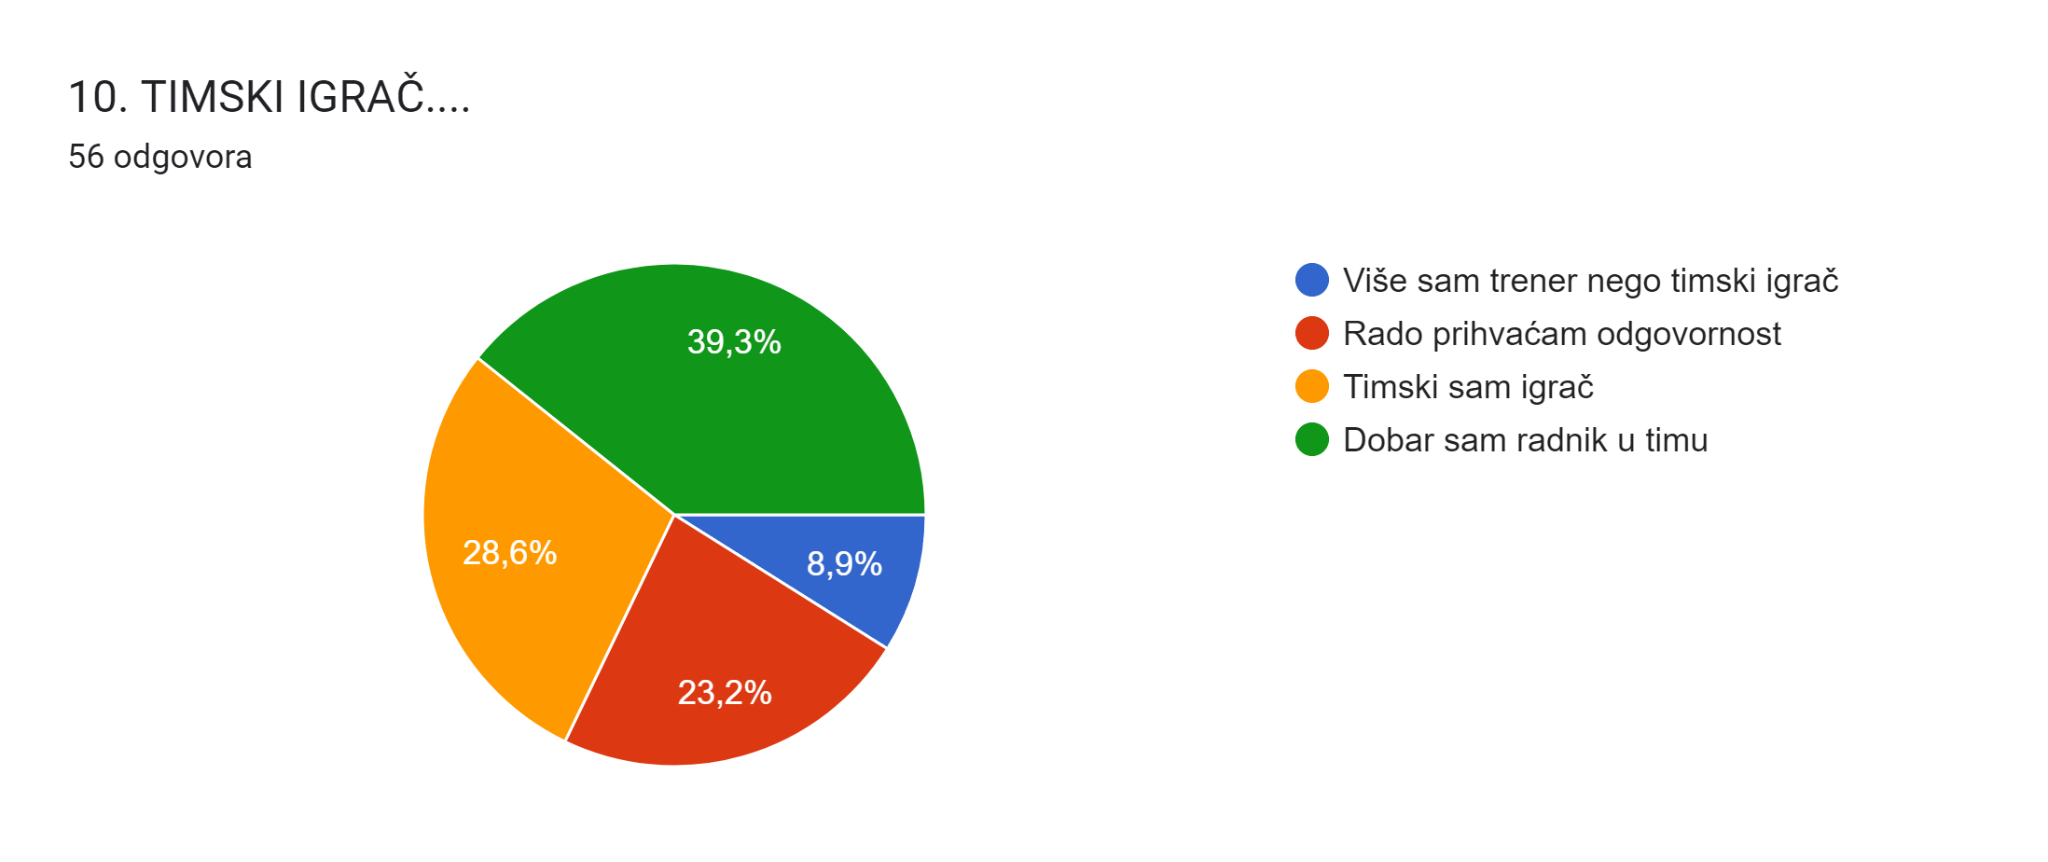 10. TIMSKI IGRAČ....
56 odgovora
39,3%
28,6%
8,9%
23,2%
Više sam trener nego timski igrač
Rado prihvaćam odgovornost
Timski sam igrač
Dobar sam radnik u timu